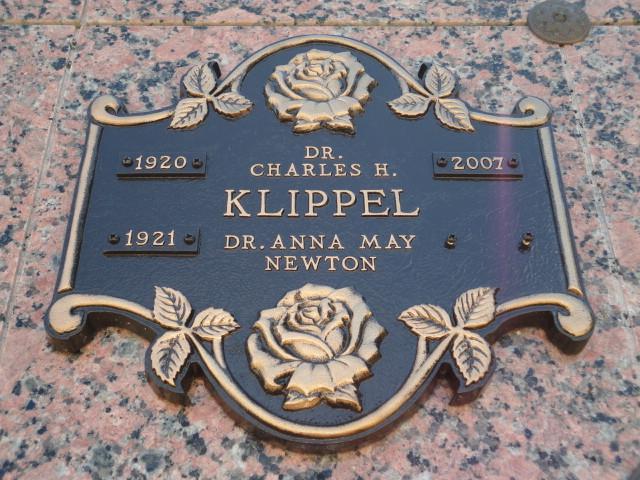 DR.
CHARLES H.
1920 2007
KLIPPEL
1921 DR. ANNA MAY
NEWTON